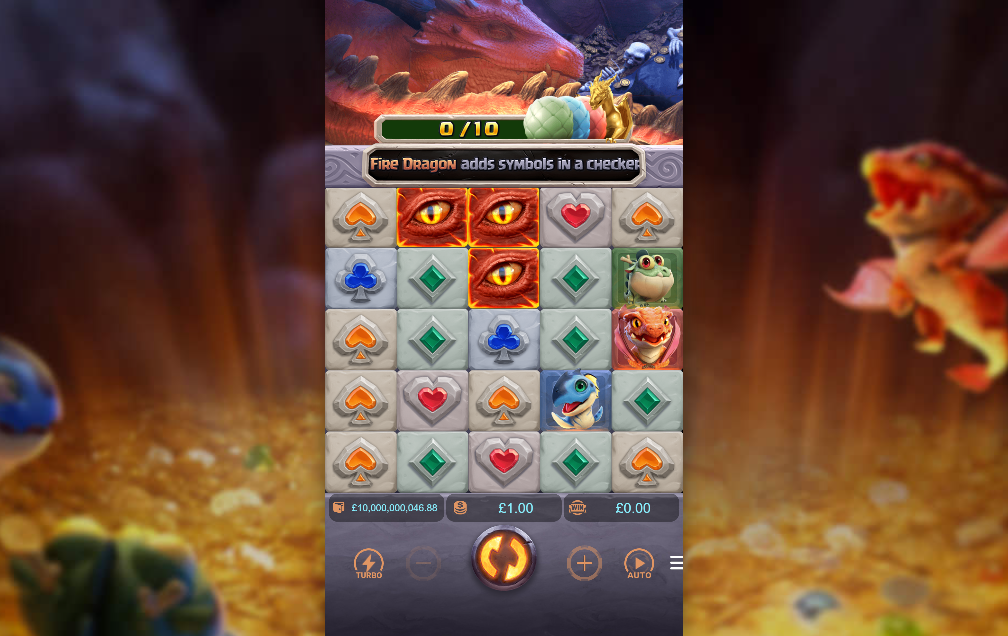 0/10
Fire Dragon adds symbols in a checker
£10,000,000,046.88
£1.00
WIN
£0.00
TURBO
AUTO